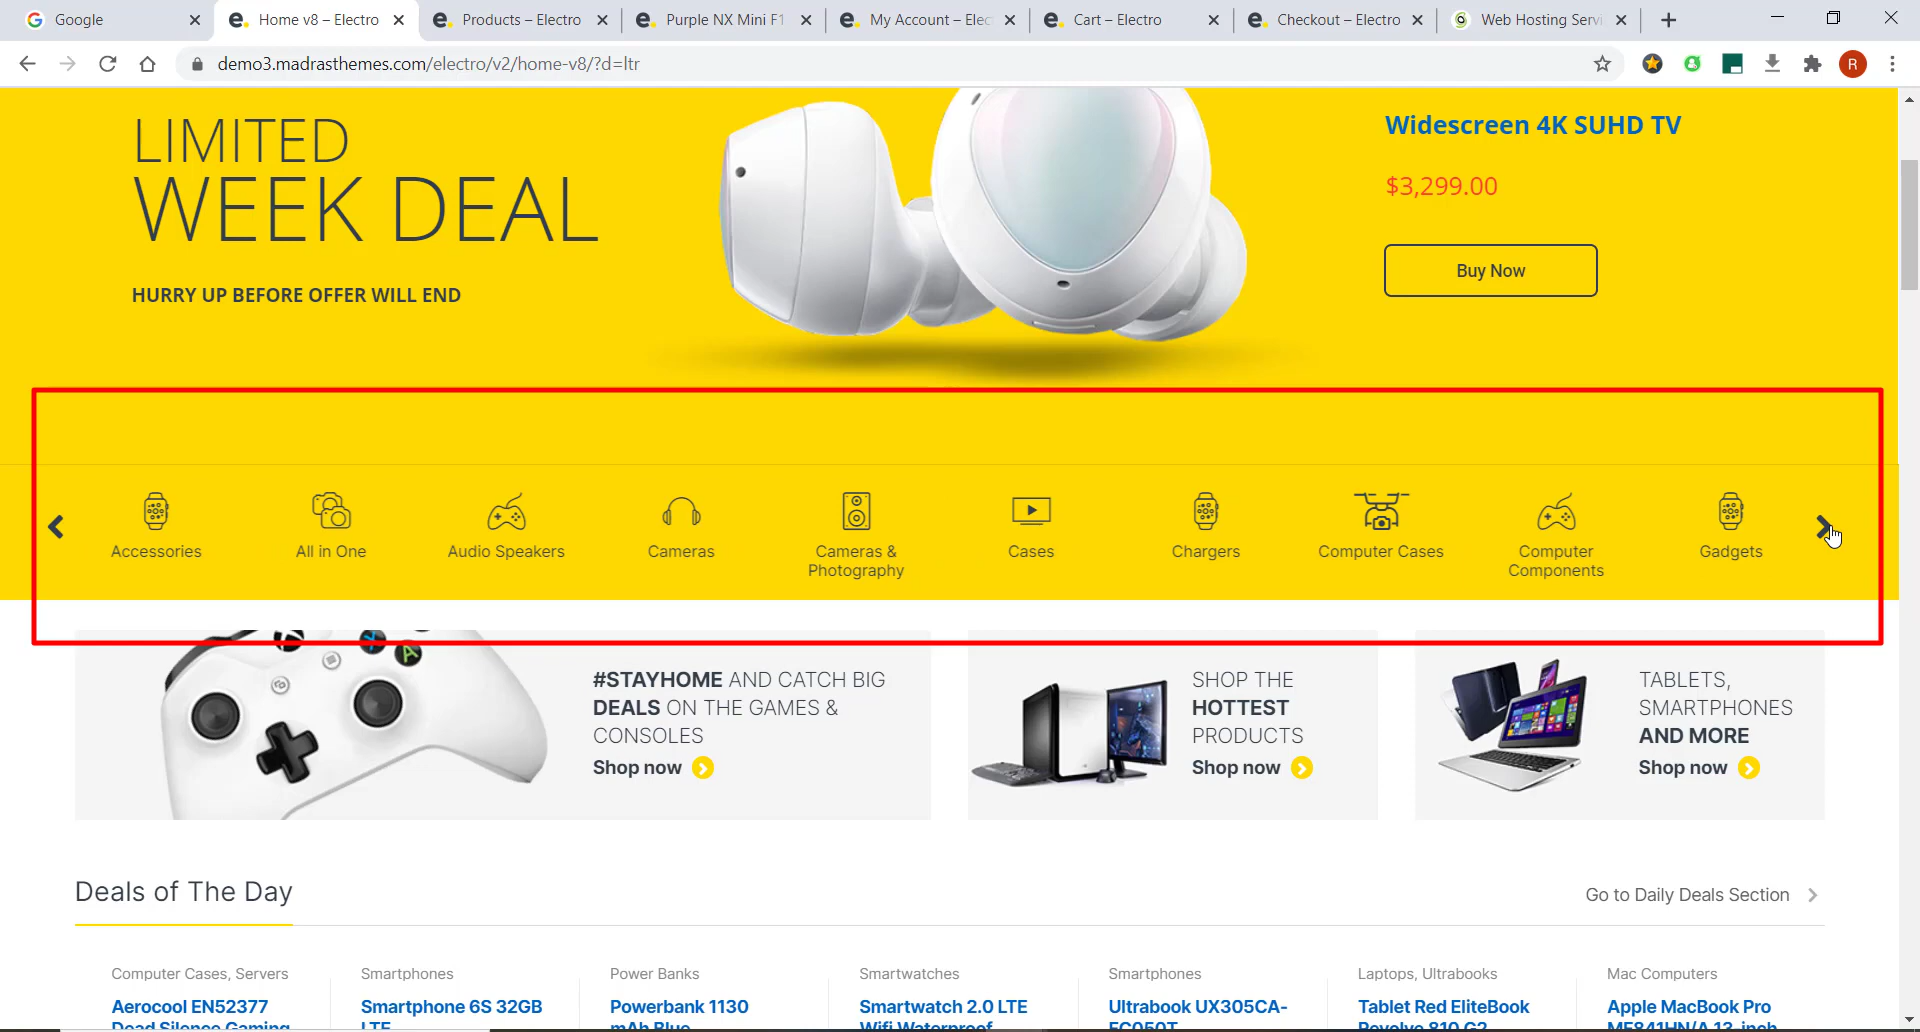 Google
Home v8 – Electro
Products – Electro
Purple NX Mini F1
My Account – Elec
Cart – Electro
Checkout – Electro
Web Hosting Servi
demo3.madrasthemes.com/electro/v2/home-v8/?d=ltr
R
LIMITED
WEEK DEAL
HURRY UP BEFORE OFFER WILL END
Widescreen 4K SUHD TV
$3,299.00
Buy Now
Accessories
All in One
Audio Speakers
Cameras
Cameras &
Photography
Cases
Chargers
Computer Cases
Computer
Components
Gadgets
#STAYHOME AND CATCH BIG
DEALS ON THE GAMES &
CONSOLES
Shop now
SHOP THE
HOTTEST
PRODUCTS
Shop now
TABLETS,
SMARTPHONES
AND MORE
Shop now
Deals of The Day
Go to Daily Deals Section
Computer Cases, Servers
Aerocool EN52377
Dead Silence Gaming
Smartphones
Smartphone 6S 32GB
LTE
Power Banks
Powerbank 1130
mAh Blue
Smartwatches
Smartwatch 2.0 LTE
Wifi Waterproof
Smartphones
Ultrabook UX305CA-
FC050T
Laptops, Ultrabooks
Tablet Red EliteBook
Revolve 810 G2
Mac Computers
Apple MacBook Pro
MF841HN/A 13-inch